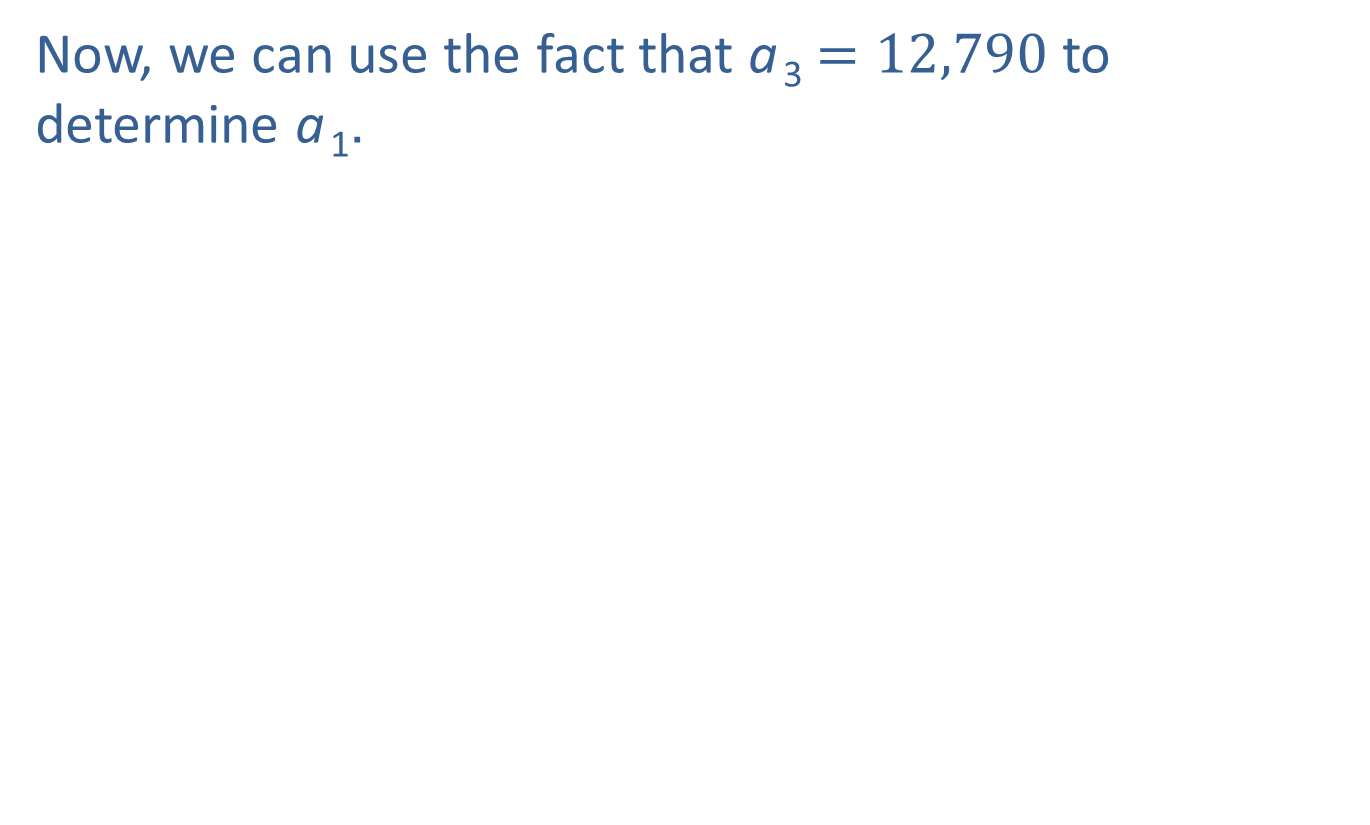 Now, we can use the fact that a₃ = 12,790 to
determine a₁.